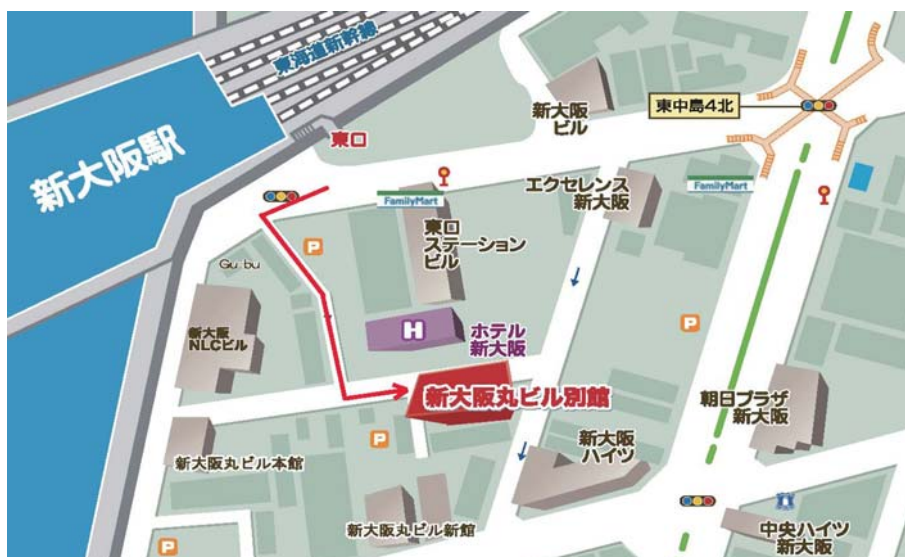 東海道新幹線
新大阪駅
東口
新大阪
ビル
東中島4北
FamilyMart
東口
ステーション
ビル
エクセレンス
新大阪
FamilyMart
P
Gu-bu
新大阪
NLCビル
H
ホテル
新大阪
P
新大阪丸ビル別館
朝日プラザ
新大阪
P
新大阪丸ビル本館
新大阪
ハイツ
新大阪丸ビル新館
P
中央ハイツ
新大阪